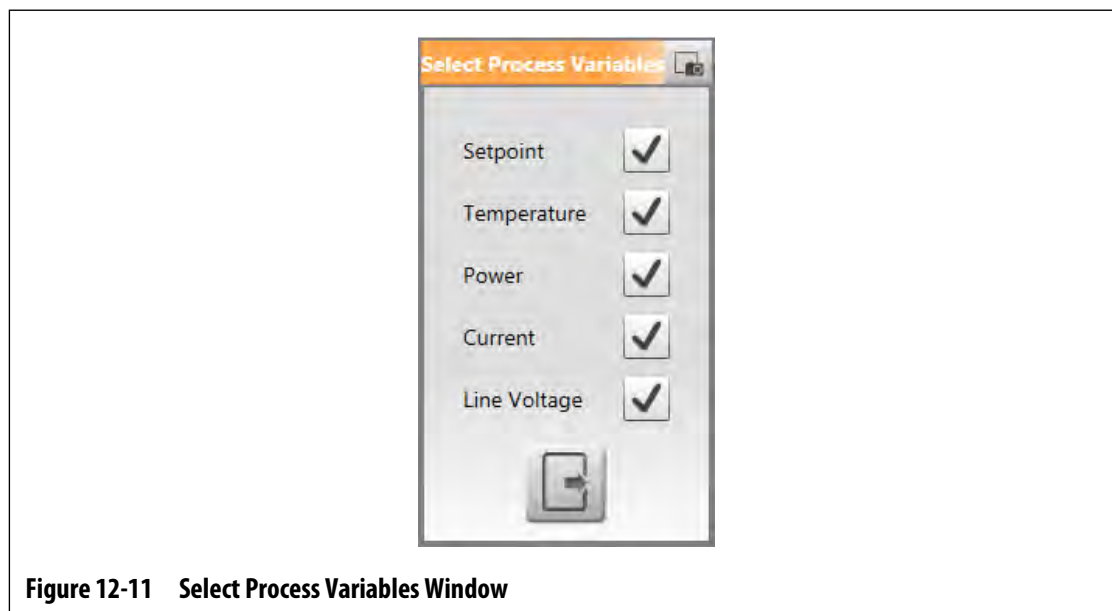 Select Process Variables
Setpoint
Temperature
Power
Current
Line Voltage
Figure 12-11 Select Process Variables Window